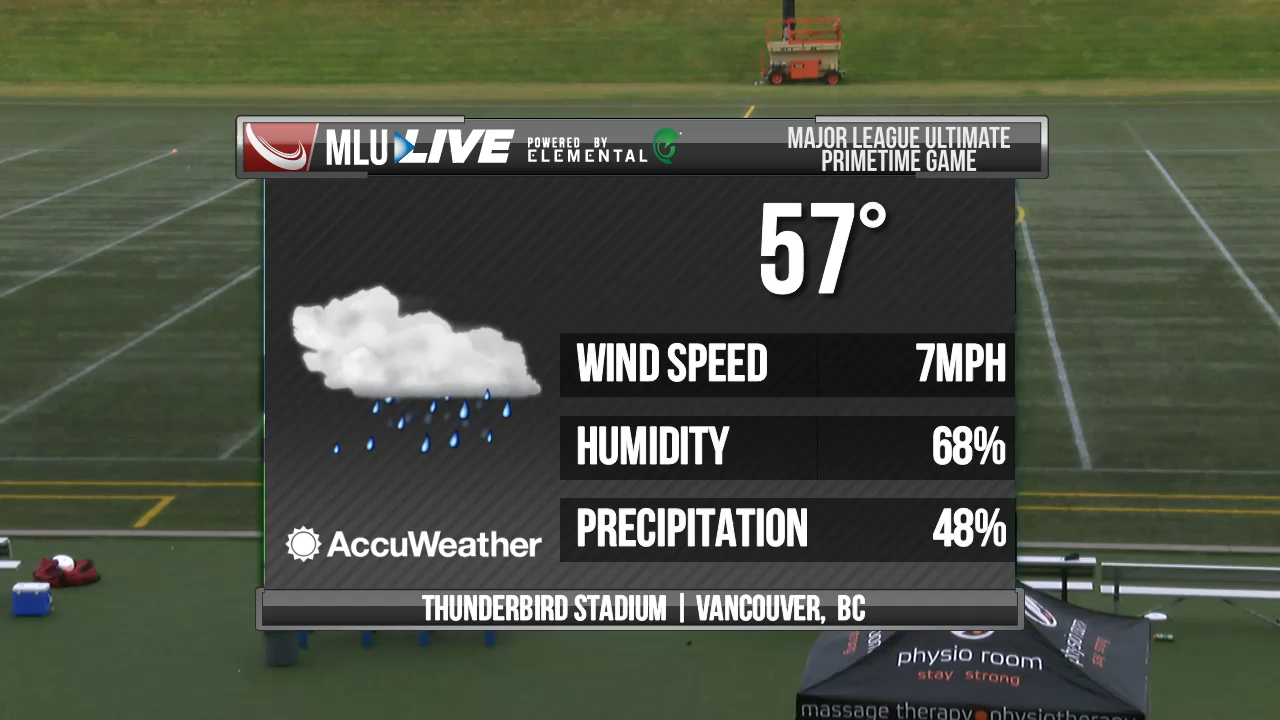 MLU LIVE
POWERED BY
ELEMENTAL
MAJOR LEAGUE ULTIMATE
PRIMETIME GAME
57°
WIND SPEED 7MPH
HUMIDITY 68%
PRECIPITATION 48%
AccuWeather
THUNDERBIRD STADIUM | VANCOUVER, BC
physio room
stay strong
massage therapy physiotherapy